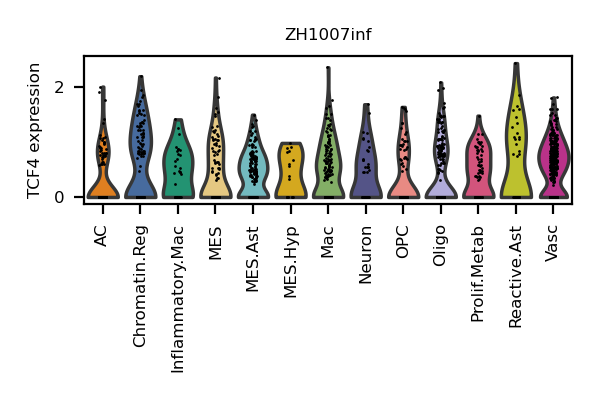 ZH1007inf
TCF4 expression
2
0
AC
Chromatin.Reg
Inflammatory.Mac
MES
MES.Ast
MES.Hyp
Mac
Neuron
OPC
Oligo
Prolif.Metab
Reactive.Ast
Vasc